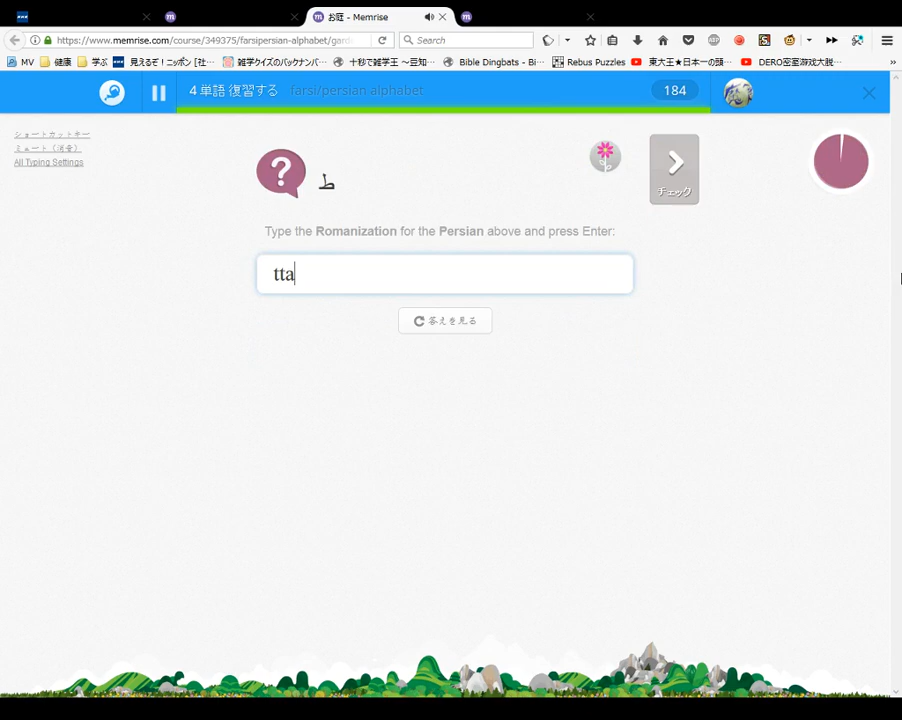 お庭 - Memrise
https://www.memrise.com/course/349375/farsipersian-alphabet/gard
Search
MV
健康
学ぶ
見えるぞ！ニッポン [社…
雑学クイズのバックナンバ…
十秒で雑学王 ～豆知…
Bible Dingbats - Bi…
Rebus Puzzles
東大王★日本一の頭…
DERO密室游戏大脱…
4 単語 復習する
farsi/persian alphabet
184
ショートカットキー
ミュート（消音）
All Typing Settings
?
ط
チェック
Type the Romanization for the Persian above and press Enter:
tta
答えを見る